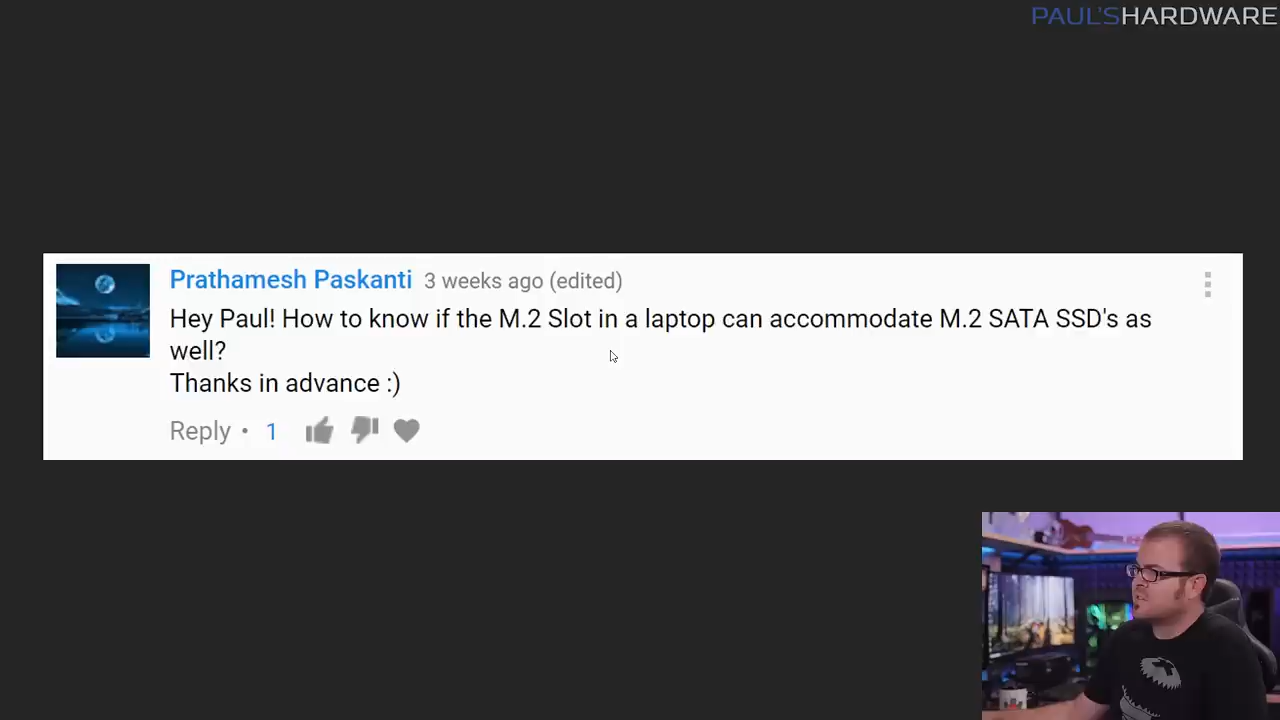 PAUL'SHARDWARE
Prathamesh Paskanti 3 weeks ago (edited)
Hey Paul! How to know if the M.2 Slot in a laptop can accommodate M.2 SATA SSD's as
well?
Thanks in advance :)
Reply • 1